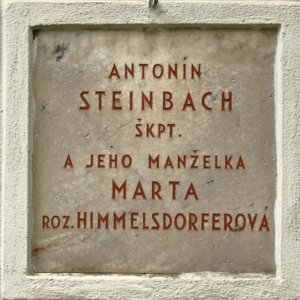 ANTONÍN
STEINBACH
ŠKPT.
A JEHO MANŽELKA
MARTA
ROZ. HIMMELSDORFEROVÁ